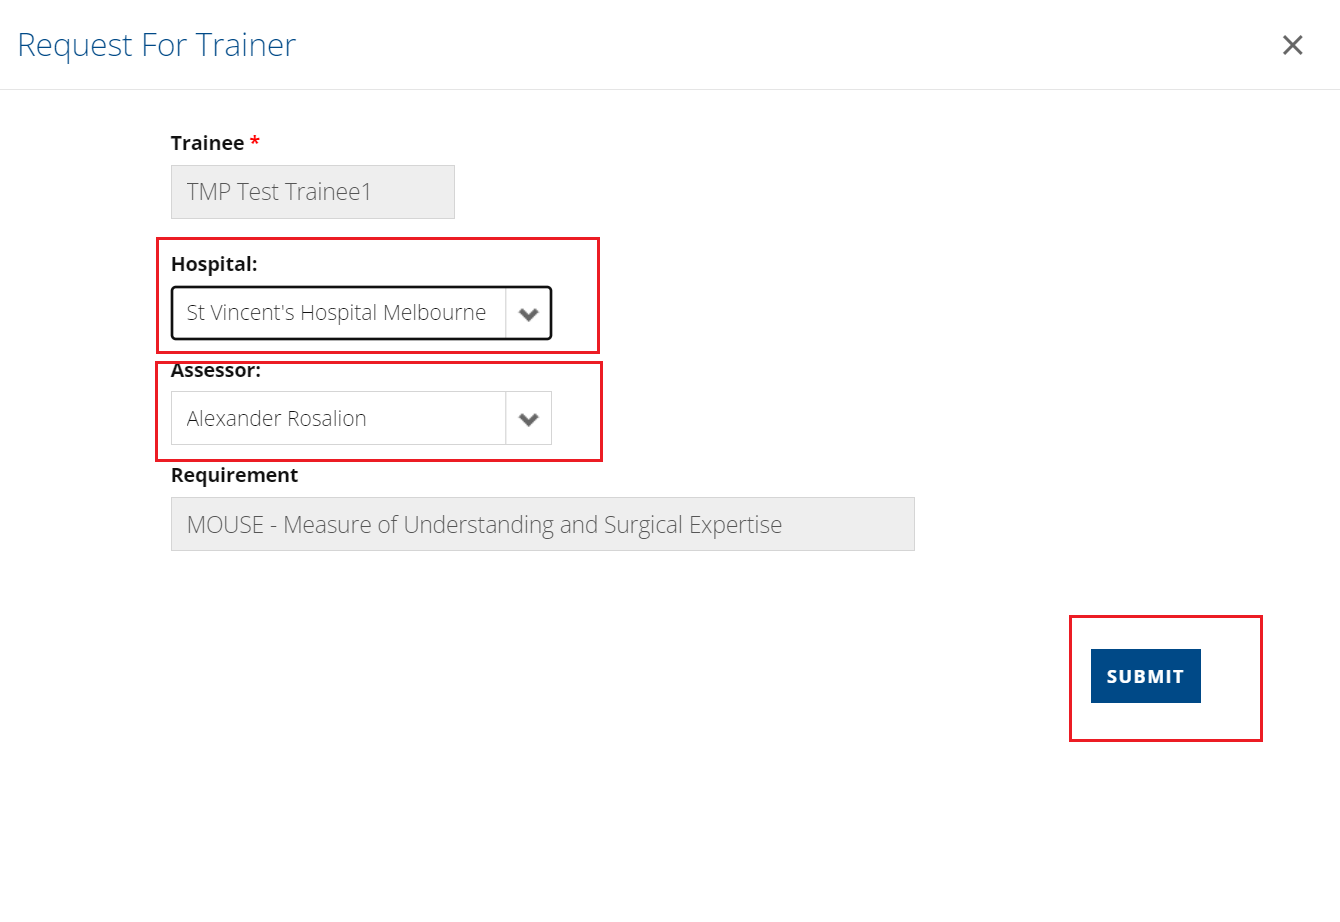 Request For Trainer
Trainee *
TMP Test Trainee1
Hospital:
St Vincent's Hospital Melbourne
Assessor:
Alexander Rosalion
Requirement
MOUSE - Measure of Understanding and Surgical Expertise
SUBMIT